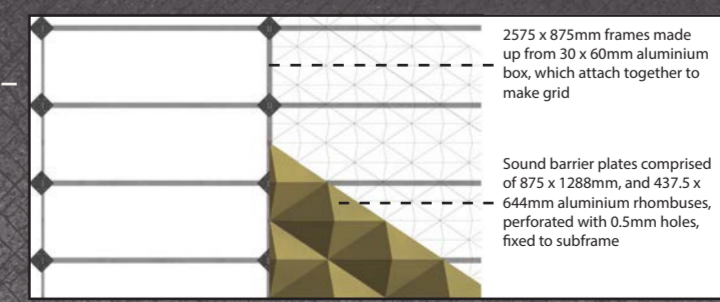 2575 x 875mm frames made
up from 30 x 60mm aluminium
box, which attach together to
make grid
Sound barrier plates comprised
of 875 x 1288mm, and 437.5 x
644mm aluminium rhombuses,
perforated with 0.5mm holes,
fixed to subframe